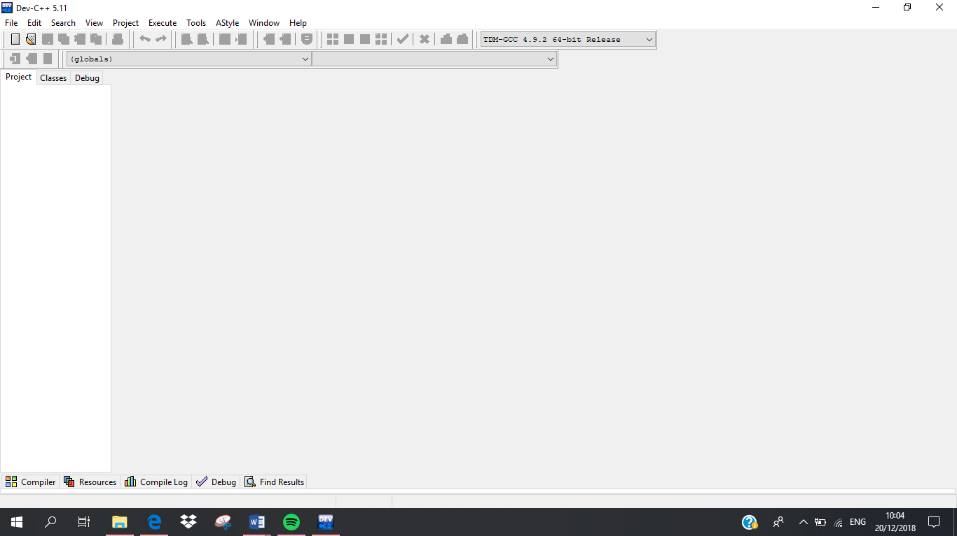 Dev-C++ 5.11
File Edit Search View Project Execute Tools AStyle Window Help
TDM-GCC 4.9.2 64-bit Release
(globals)
Project Classes Debug
Compiler Resources Compile Log Debug Find Results
ENG
10:04
20/12/2018